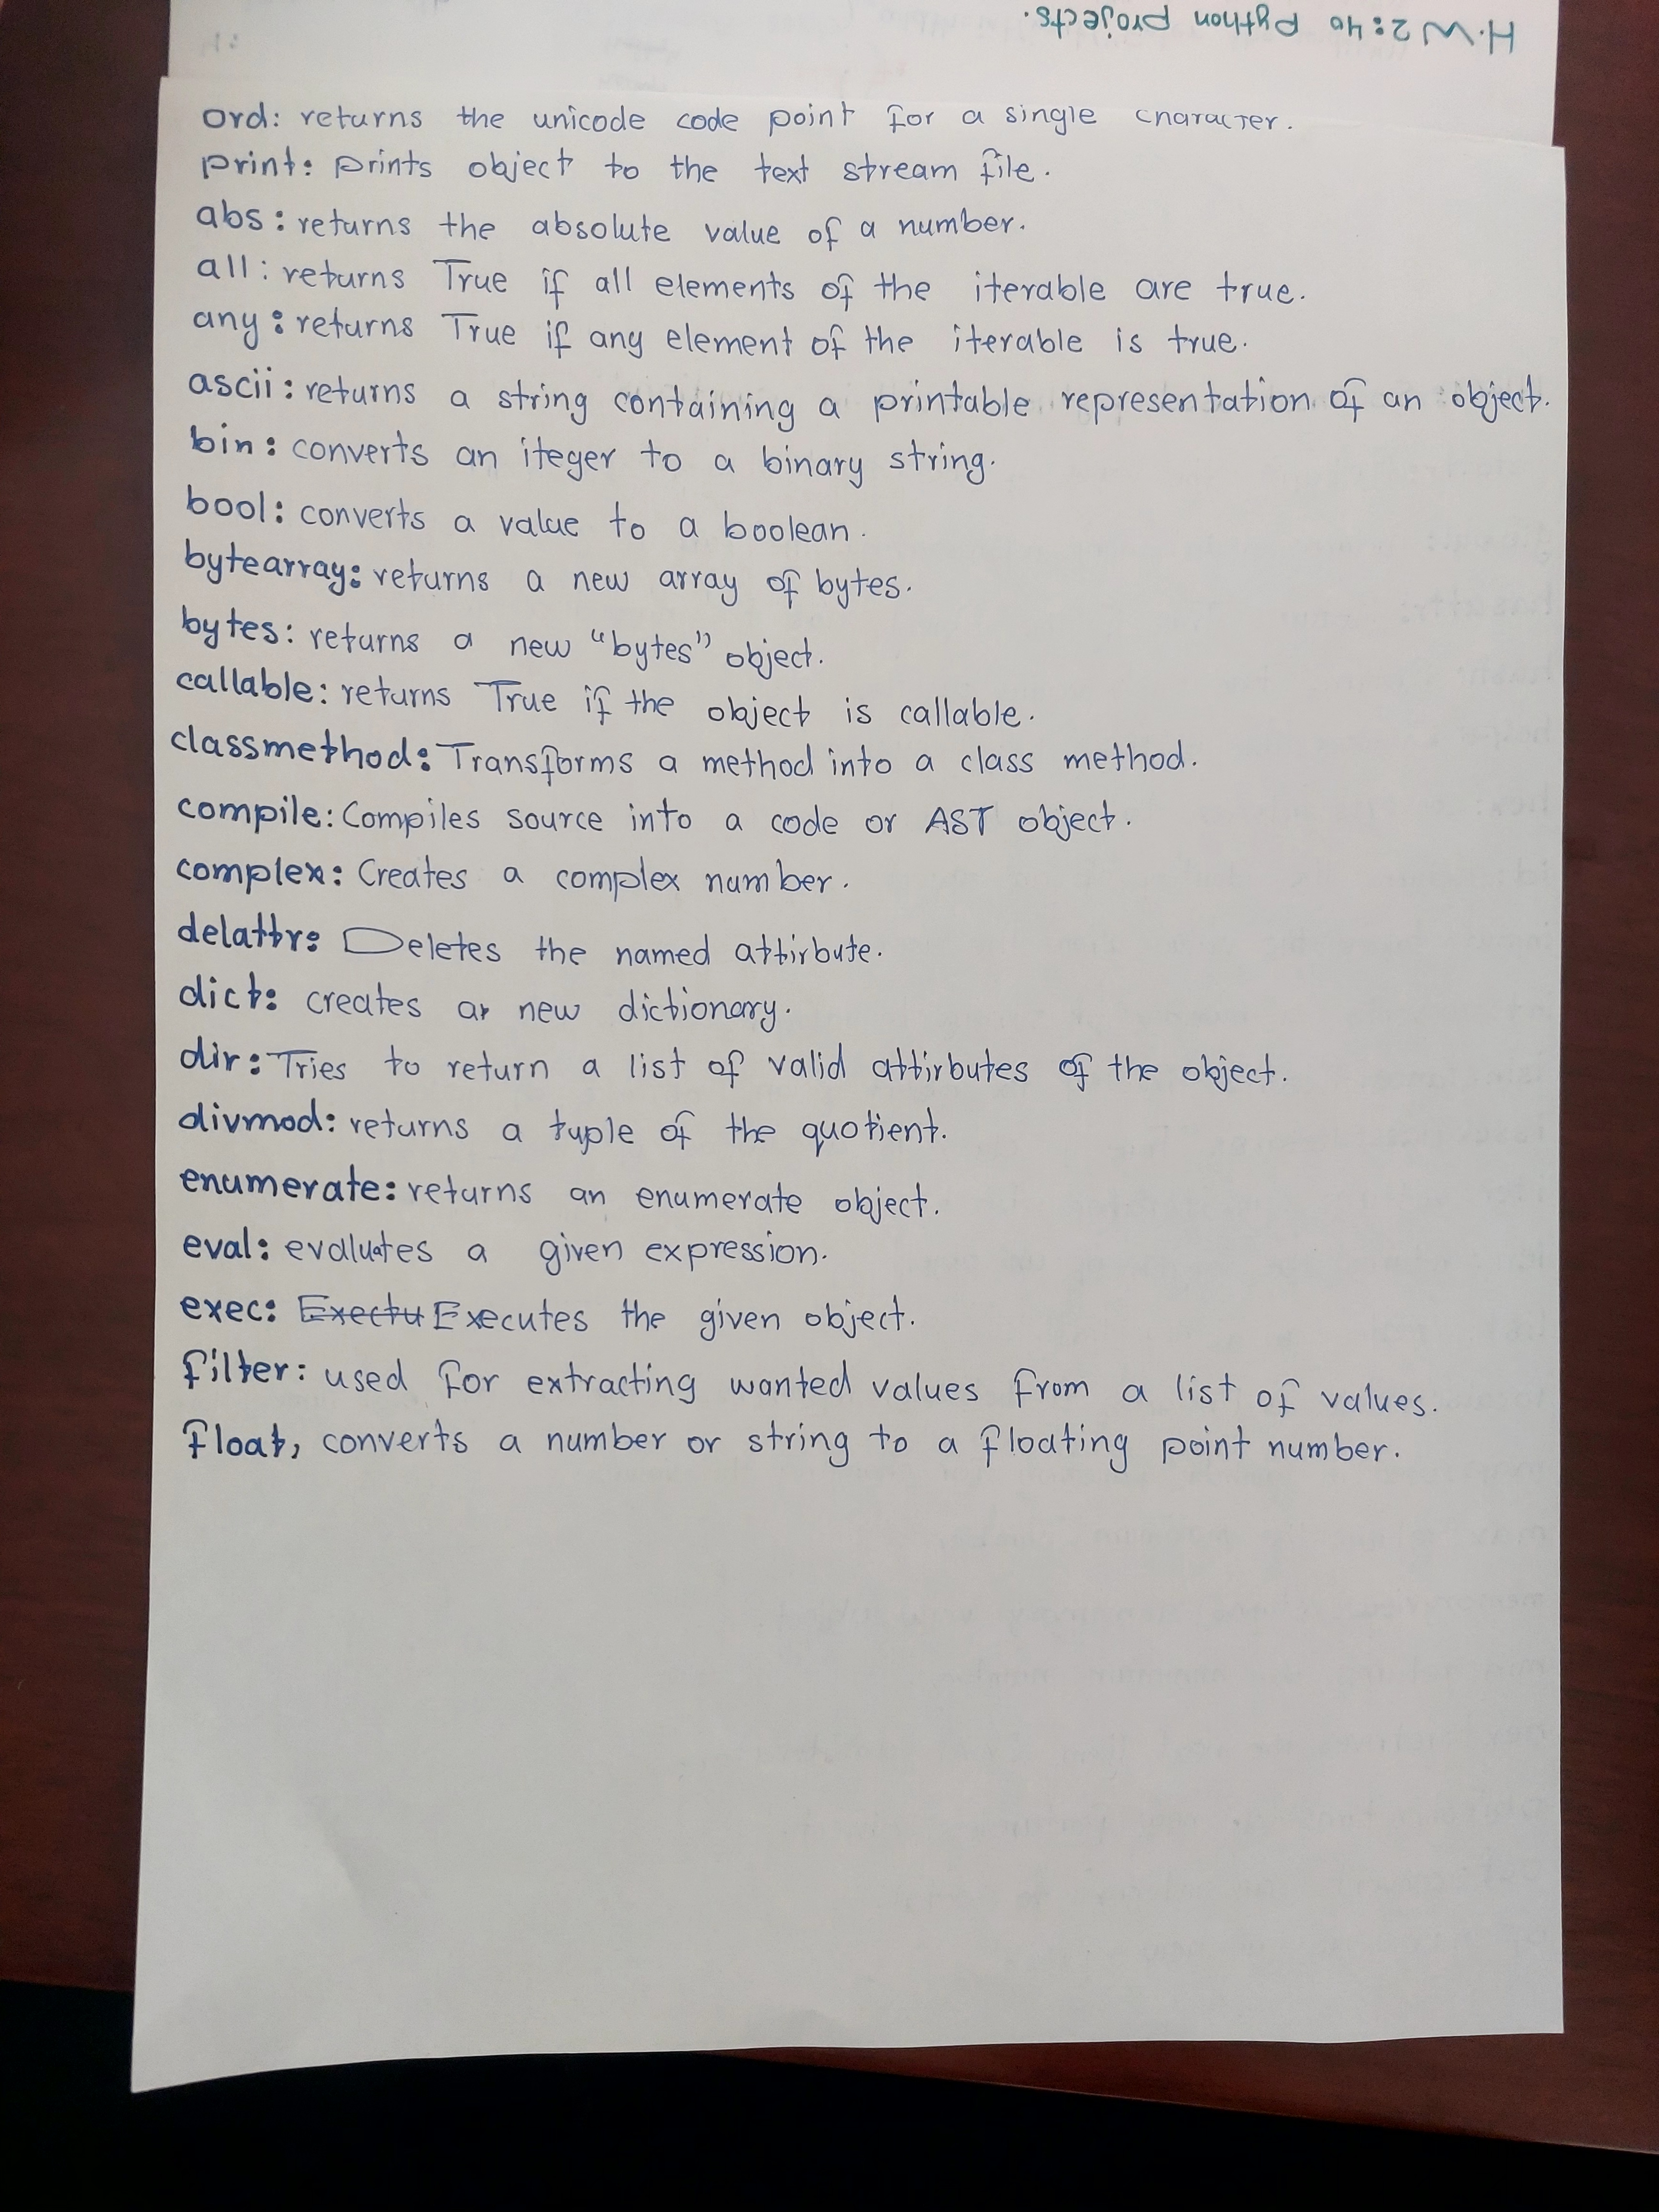 H.W 2: 40 Python projects.
ord: returns the unicode code point for a single character.
print: prints object to the text stream file.
abs: returns the absolute value of a number.
all: returns True if all elements of the iterable are true.
any: returns True if any element of the iterable is true.
ascii: returns a string containing a printable representation of an object.
bin: converts an iteger to a binary string.
bool: converts a value to a boolean.
bytearray: returns a new array of bytes.
bytes: returns a new "bytes" object.
callable: returns True if the object is callable.
classmethod: Transforms a method into a class method.
compile: Compiles source into a code or AST object.
complex: Creates a complex number.
delattr: Deletes the named attirbute.
dict: creates a new dictionary.
dir: Tries to return a list of valid attirbutes of the object.
divmod: returns a tuple of the quotient.
enumerate: returns an enumerate object.
eval: evaluates a given expression.
exec: Exectu Executes the given object.
filter: used for extracting wanted values from a list of values.
float, converts a number or string to a floating point number.